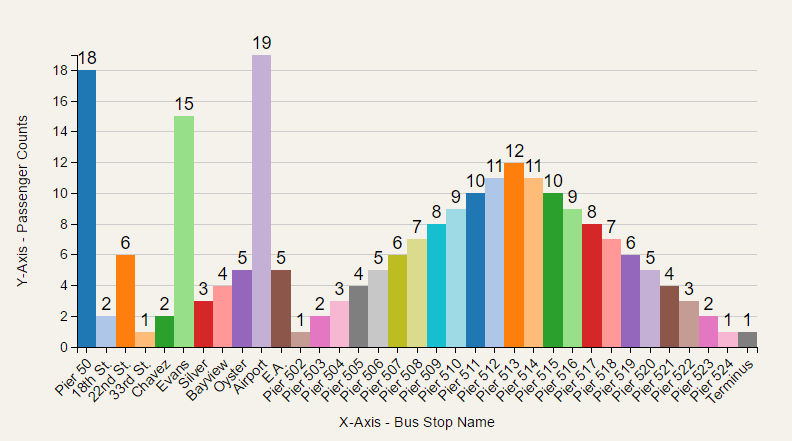 Y-Axis - Passenger Counts
18
16
14
12
10
8
6
4
2
0
18
2
6
1
2
15
3
4
5
19
5
1
2
3
4
5
6
7
8
9
10
11
12
11
10
9
8
7
6
5
4
3
2
1
1
Pier 50
18th St.
22nd St.
33rd St.
Chavez
Evans
Silver
Bayview
Oyster
Airport
E.A.
Pier 502
Pier 503
Pier 504
Pier 505
Pier 506
Pier 507
Pier 508
Pier 509
Pier 510
Pier 511
Pier 512
Pier 513
Pier 514
Pier 515
Pier 516
Pier 517
Pier 518
Pier 519
Pier 520
Pier 521
Pier 522
Pier 523
Pier 524
Terminus
X-Axis - Bus Stop Name